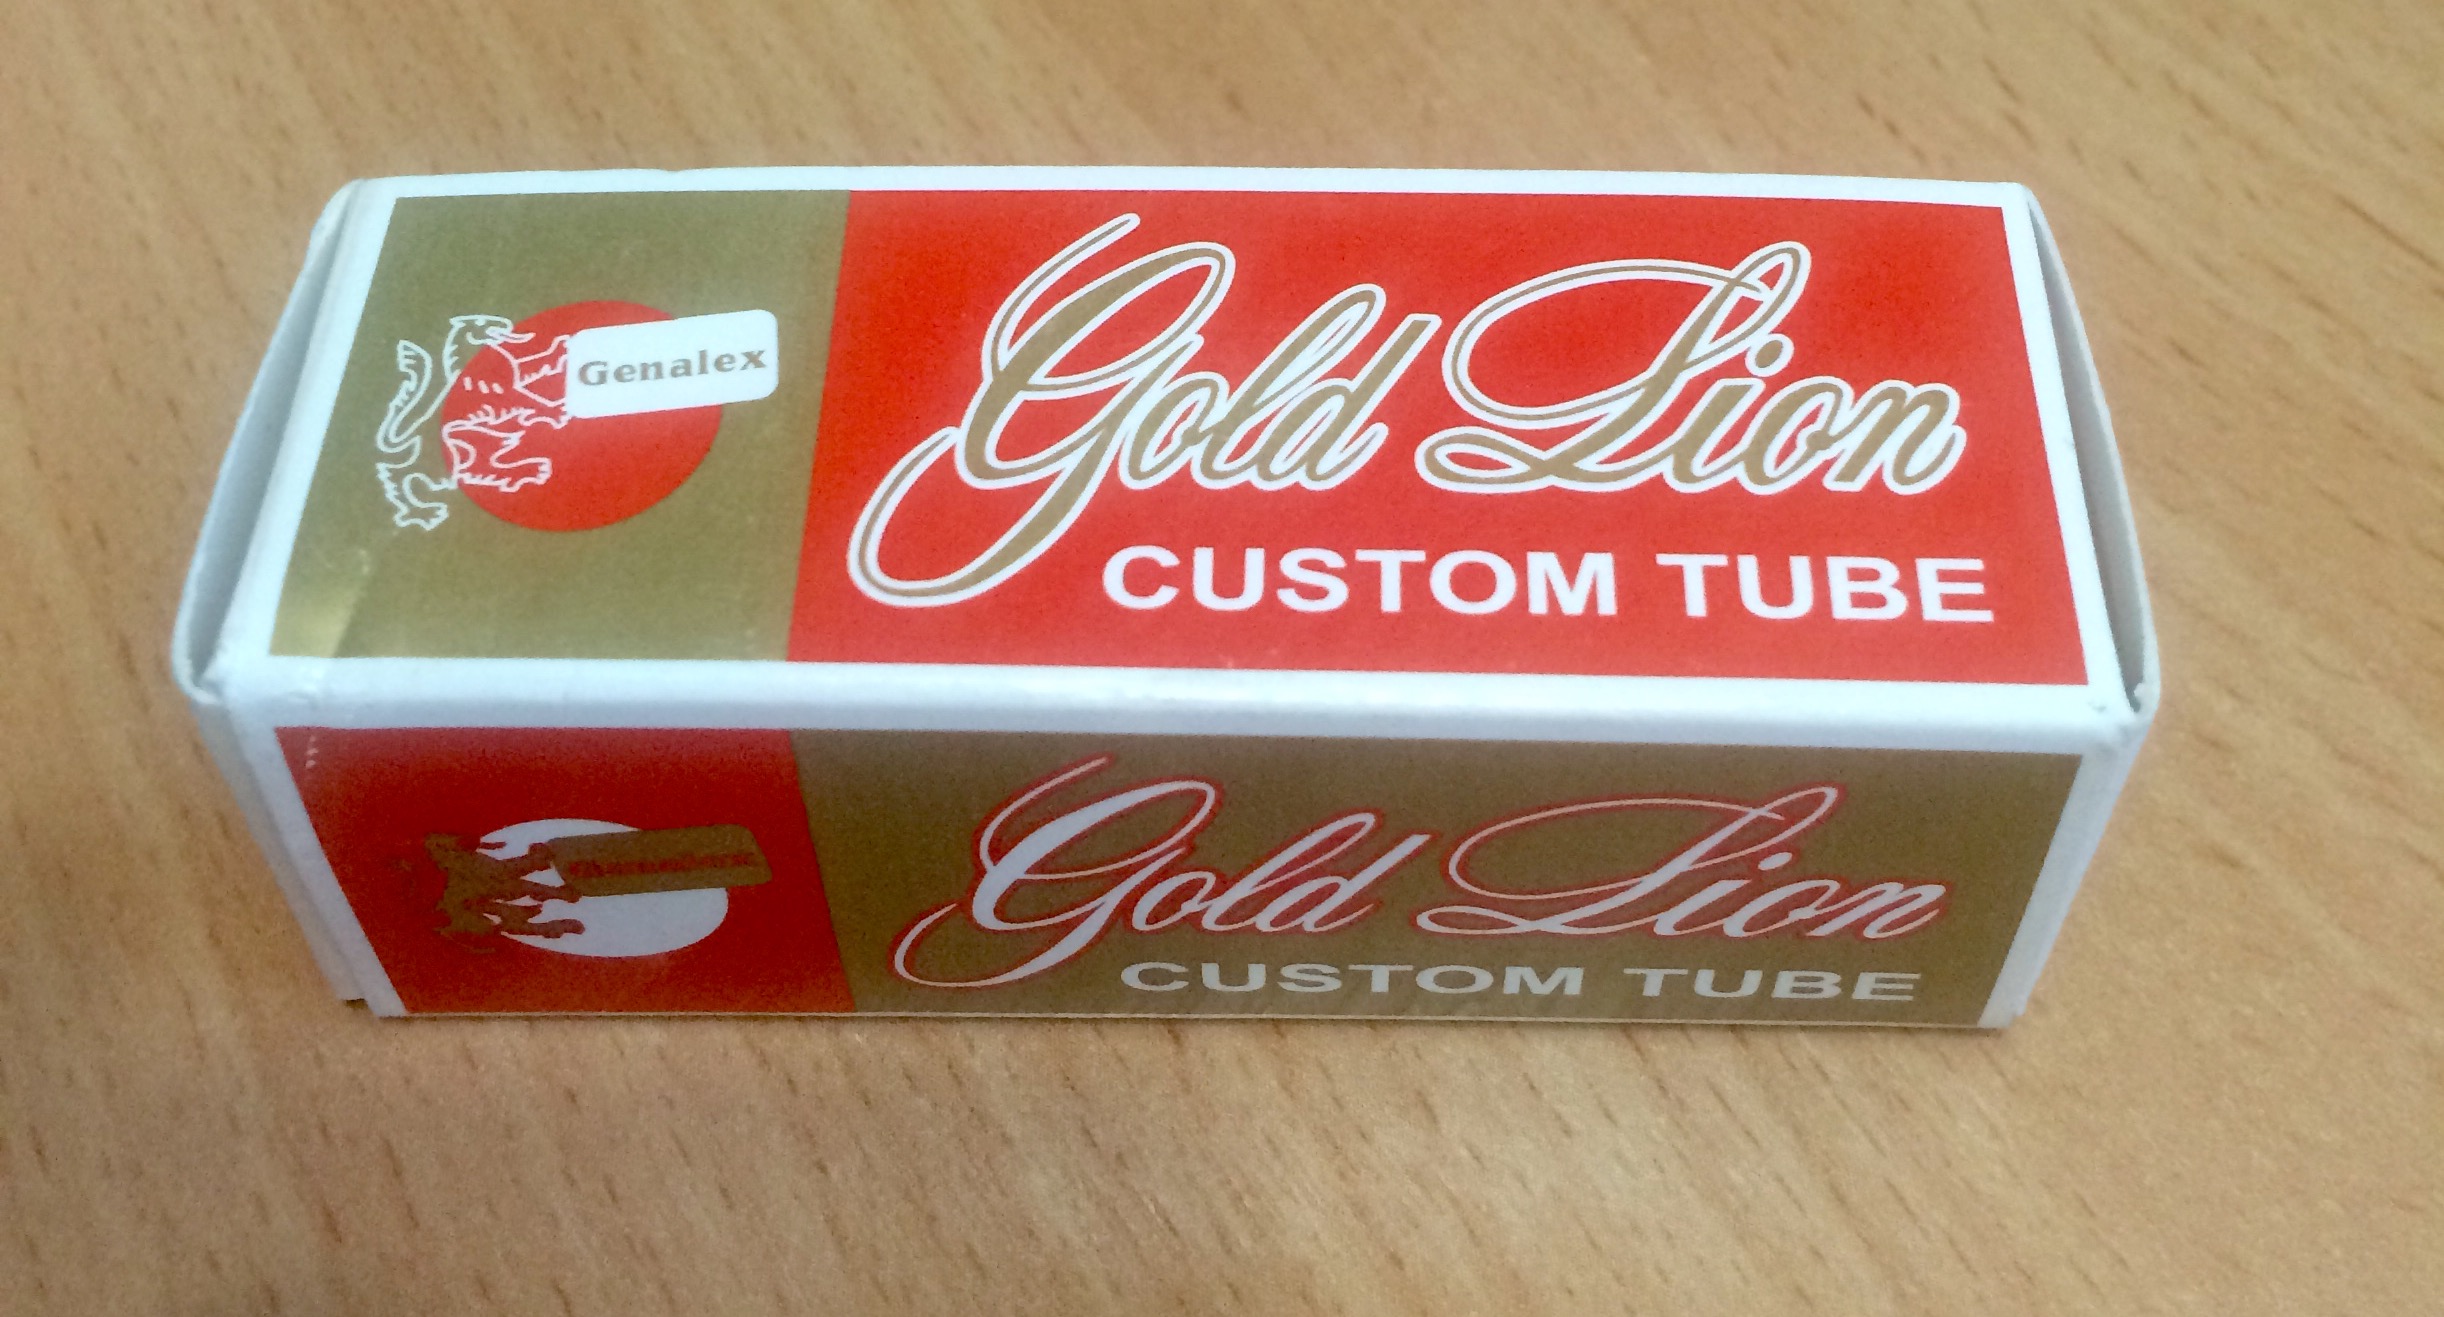 Genalex
Gold Lion
CUSTOM TUBE
Gold Lion
CUSTOM TUBE